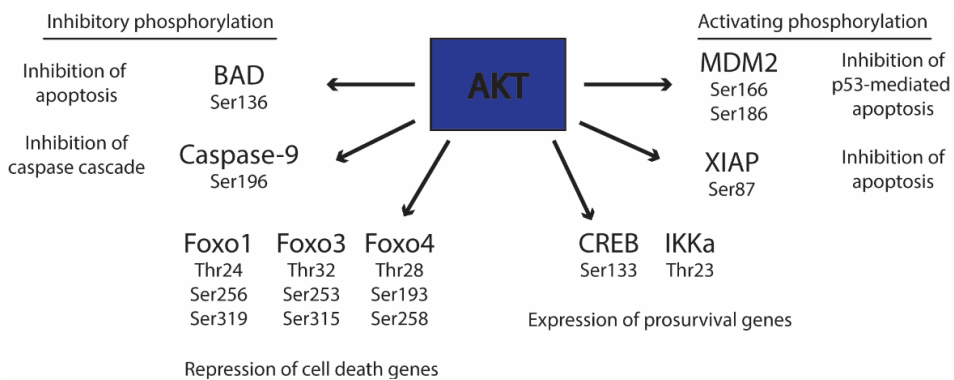 Inhibitory phosphorylation
Activating phosphorylation
AKT
Inhibition of
apoptosis
BAD
Ser136
MDM2
Ser166
Ser186
Inhibition of
p53-mediated
apoptosis
Inhibition of
caspase cascade
Caspase-9
Ser196
XIAP
Ser87
Inhibition of
apoptosis
Foxo1
Thr24
Ser256
Ser319
Foxo3
Thr32
Ser253
Ser315
Foxo4
Thr28
Ser193
Ser258
CREB
Ser133
IKKa
Thr23
Expression of prosurvival genes
Repression of cell death genes